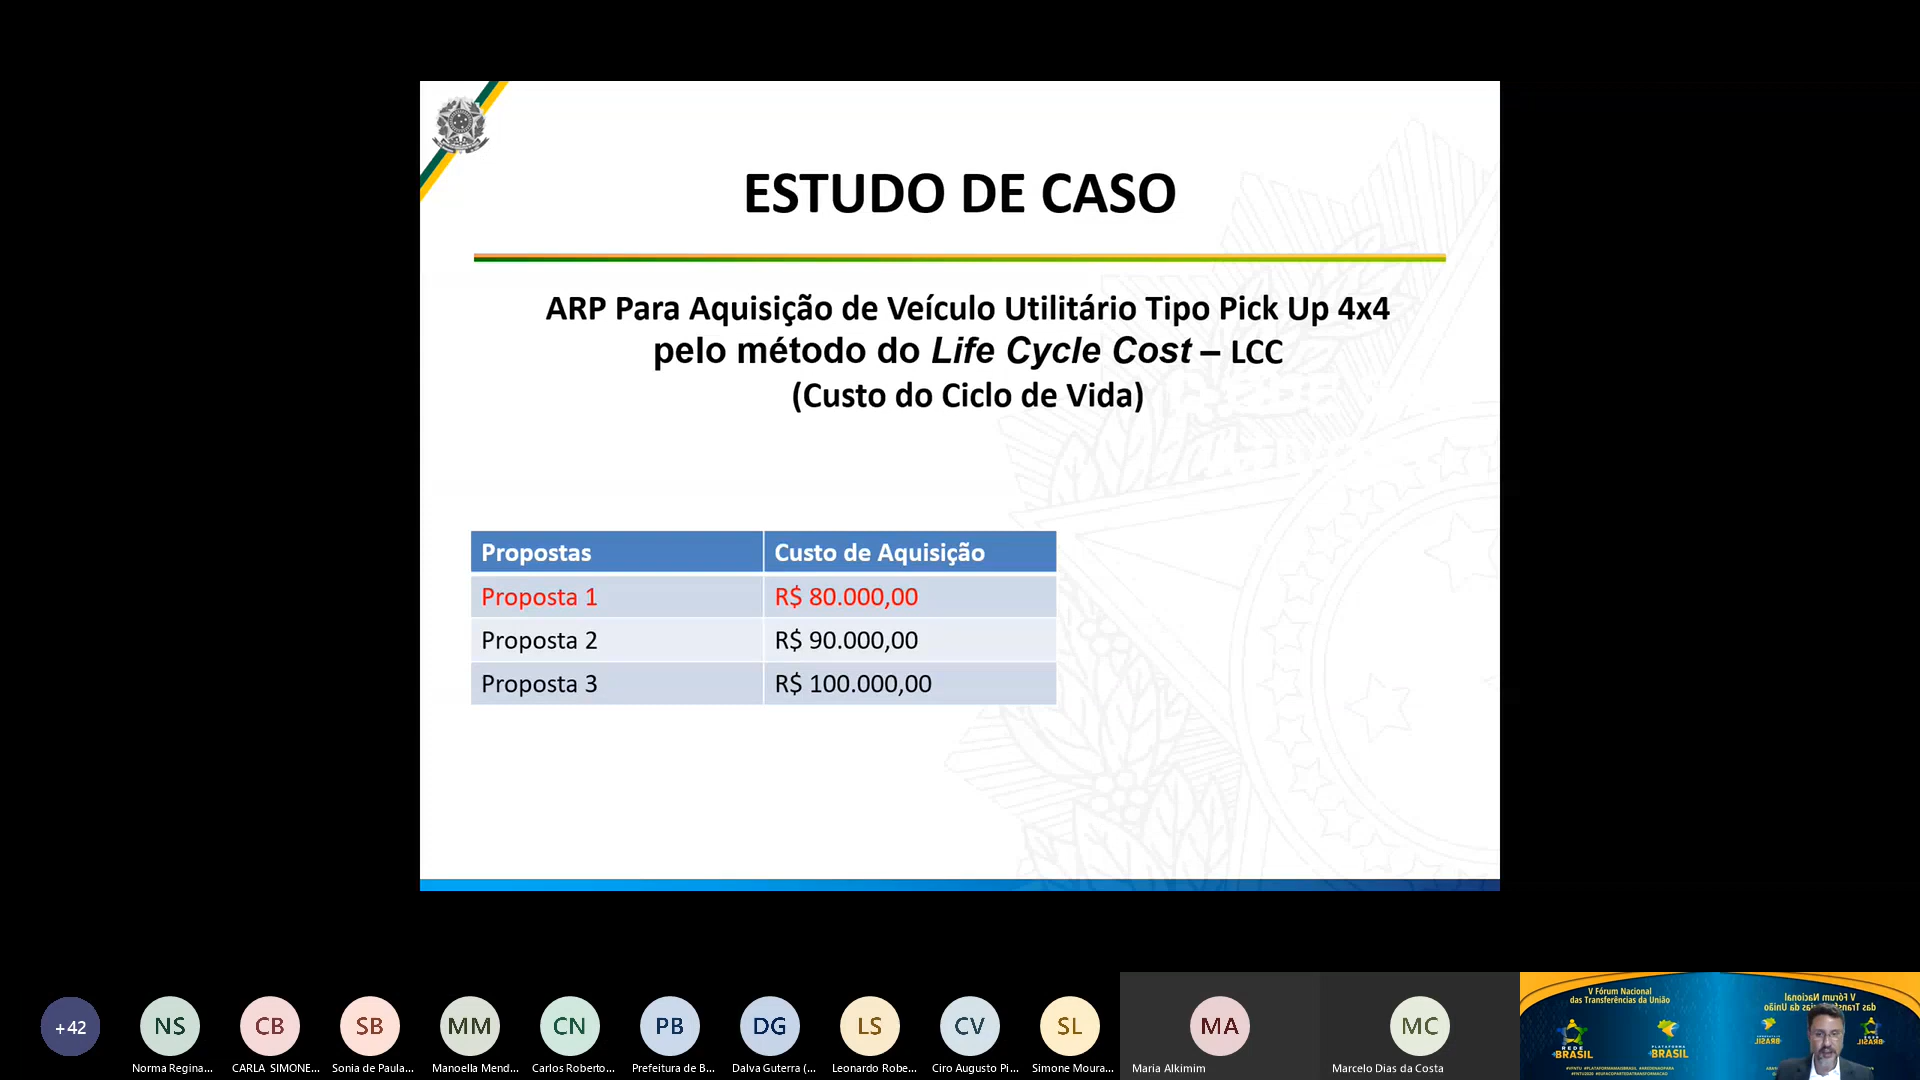 ESTUDO DE CASO
ARP Para Aquisição de Veículo Utilitário Tipo Pick Up 4x4
pelo método do Life Cycle Cost – LCC
(Custo do Ciclo de Vida)
Propostas Custo de Aquisição
Proposta 1 R$ 80.000,00
Proposta 2 R$ 90.000,00
Proposta 3 R$ 100.000,00
+42
NS
CB
SB
MM
CN
PB
DG
LS
CV
SL
MA
MC
Norma Regina...
CARLA SIMONE...
Sonia de Paula...
Manoella Mend...
Carlos Roberto...
Prefeitura de B...
Dalva Guterra (...
Leonardo Robe...
Ciro Augusto Pi...
Simone Moura...
Maria Alkimim
Marcelo Dias da Costa
V Fórum Nacional
das Transferências da União
REDE
+BRASIL
PLATAFORMA
+BRASIL